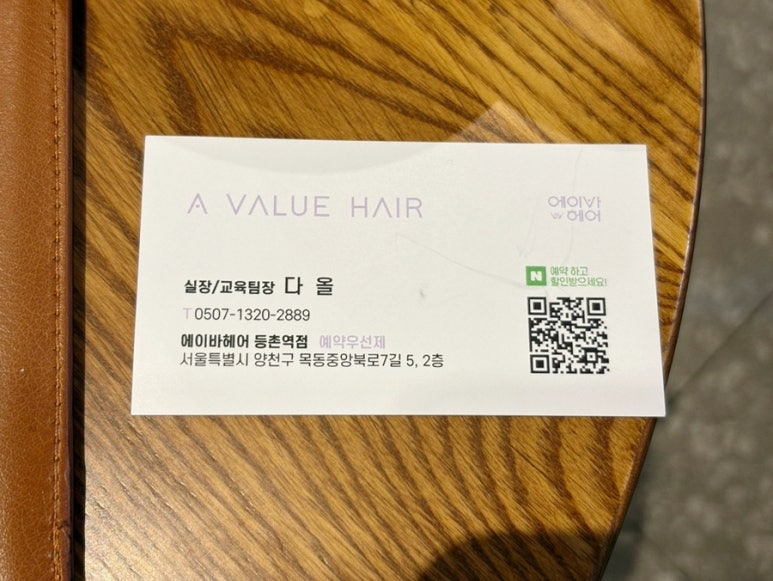 A VALUE HAIR
에이바
헤어
실장/교육팀장 다올
T 0507-1320-2889
에이바헤어 등촌역점 예약우선제
서울특별시 양천구 목동중앙북로7길 5, 2층
N 예약 하고
할인받으세요!